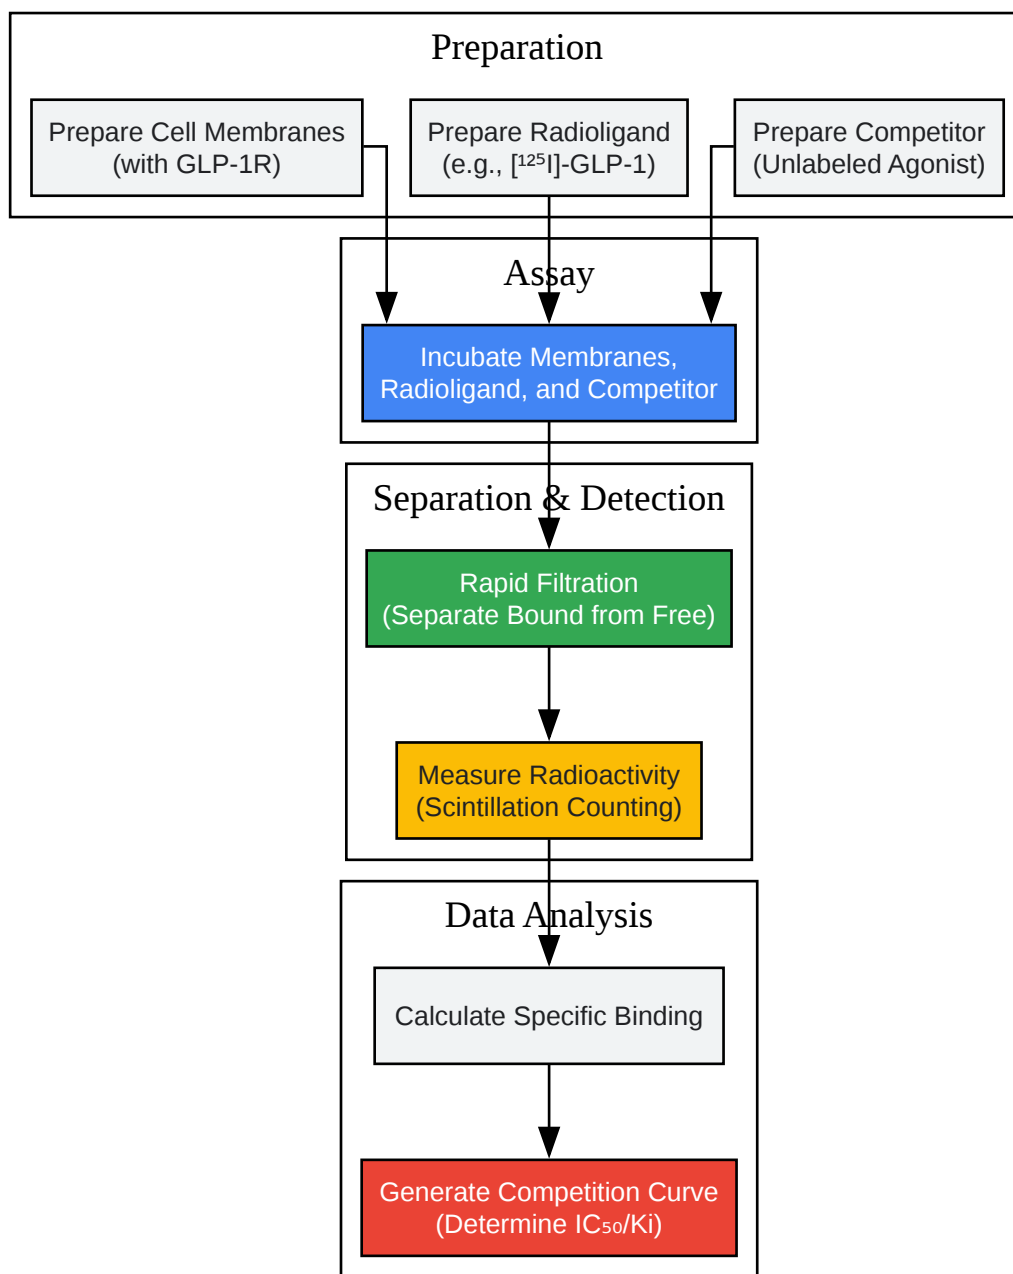 Preparation
Prepare Cell Membranes
(with GLP-1R)
Prepare Radioligand
(e.g., [¹²⁵I]-GLP-1)
Prepare Competitor
(Unlabeled Agonist)
Assay
Incubate Membranes,
Radioligand, and Competitor
Separation & Detection
Rapid Filtration
(Separate Bound from Free)
Measure Radioactivity
(Scintillation Counting)
Data Analysis
Calculate Specific Binding
Generate Competition Curve
(Determine IC₅₀/Ki)